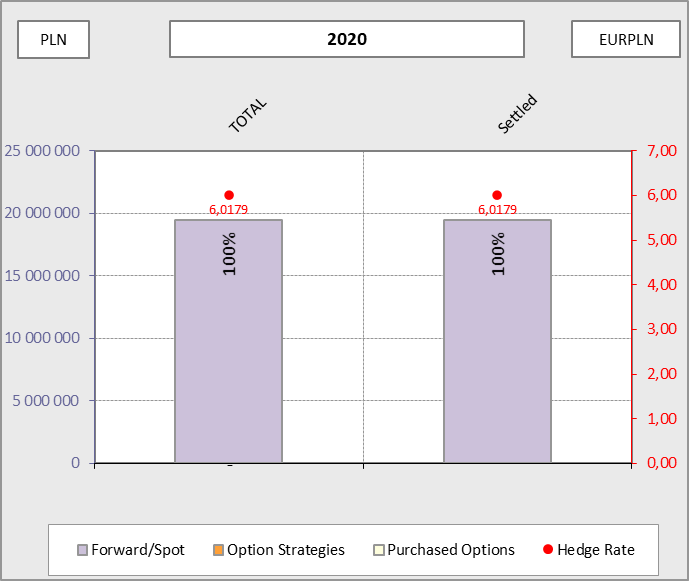 PLN 2020 EURPLN
TOTAL Settled
25 000 000 7,00
6,00
6,0179 6,0179
20 000 000
100% 100%
5,00
15 000 000
4,00
10 000 000
3,00
2,00
5 000 000
1,00
0 - 0,00
Forward/Spot Option Strategies Purchased Options Hedge Rate